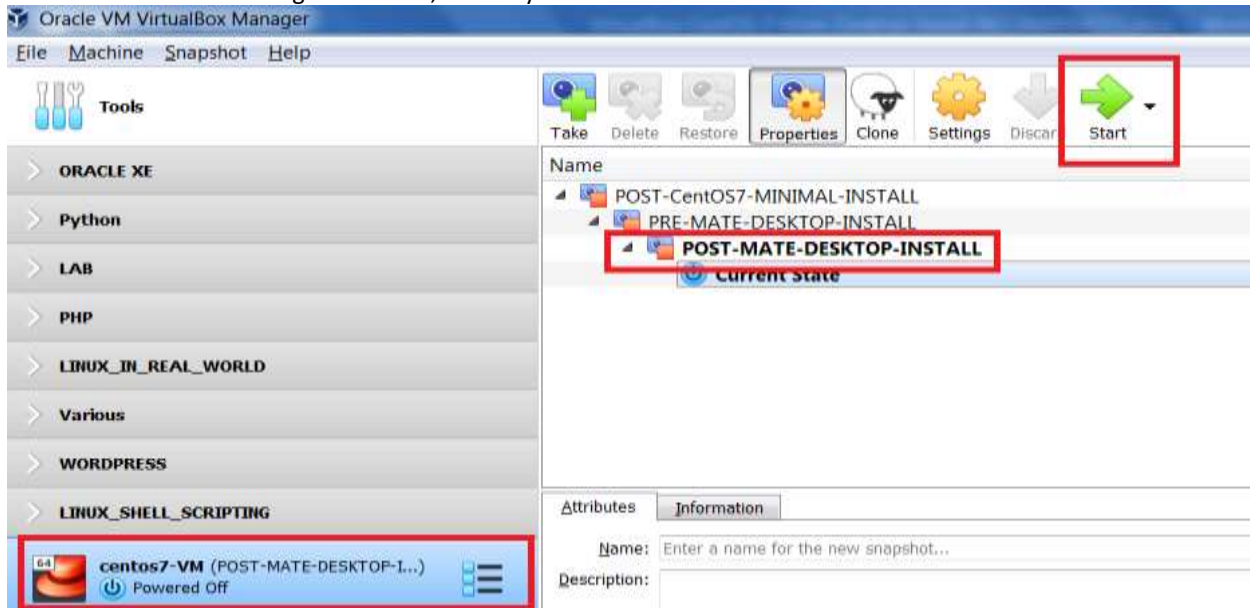 Oracle VM VirtualBox Manager
File Machine Snapshot Help
Tools
Take Delete Restore Properties Clone Settings Discar Start
ORACLE XE
Python
LAB
PHP
LINUX_IN_REAL_WORLD
Various
WORDPRESS
LINUX_SHELL_SCRIPTING
64
centos7-VM (POST-MATE-DESKTOP-I...)
Powered Off
Name
POST-CentOS7-MINIMAL-INSTALL
PRE-MATE-DESKTOP-INSTALL
POST-MATE-DESKTOP-INSTALL
Current State
Attributes Information
Name: Enter a name for the new snapshot...
Description: